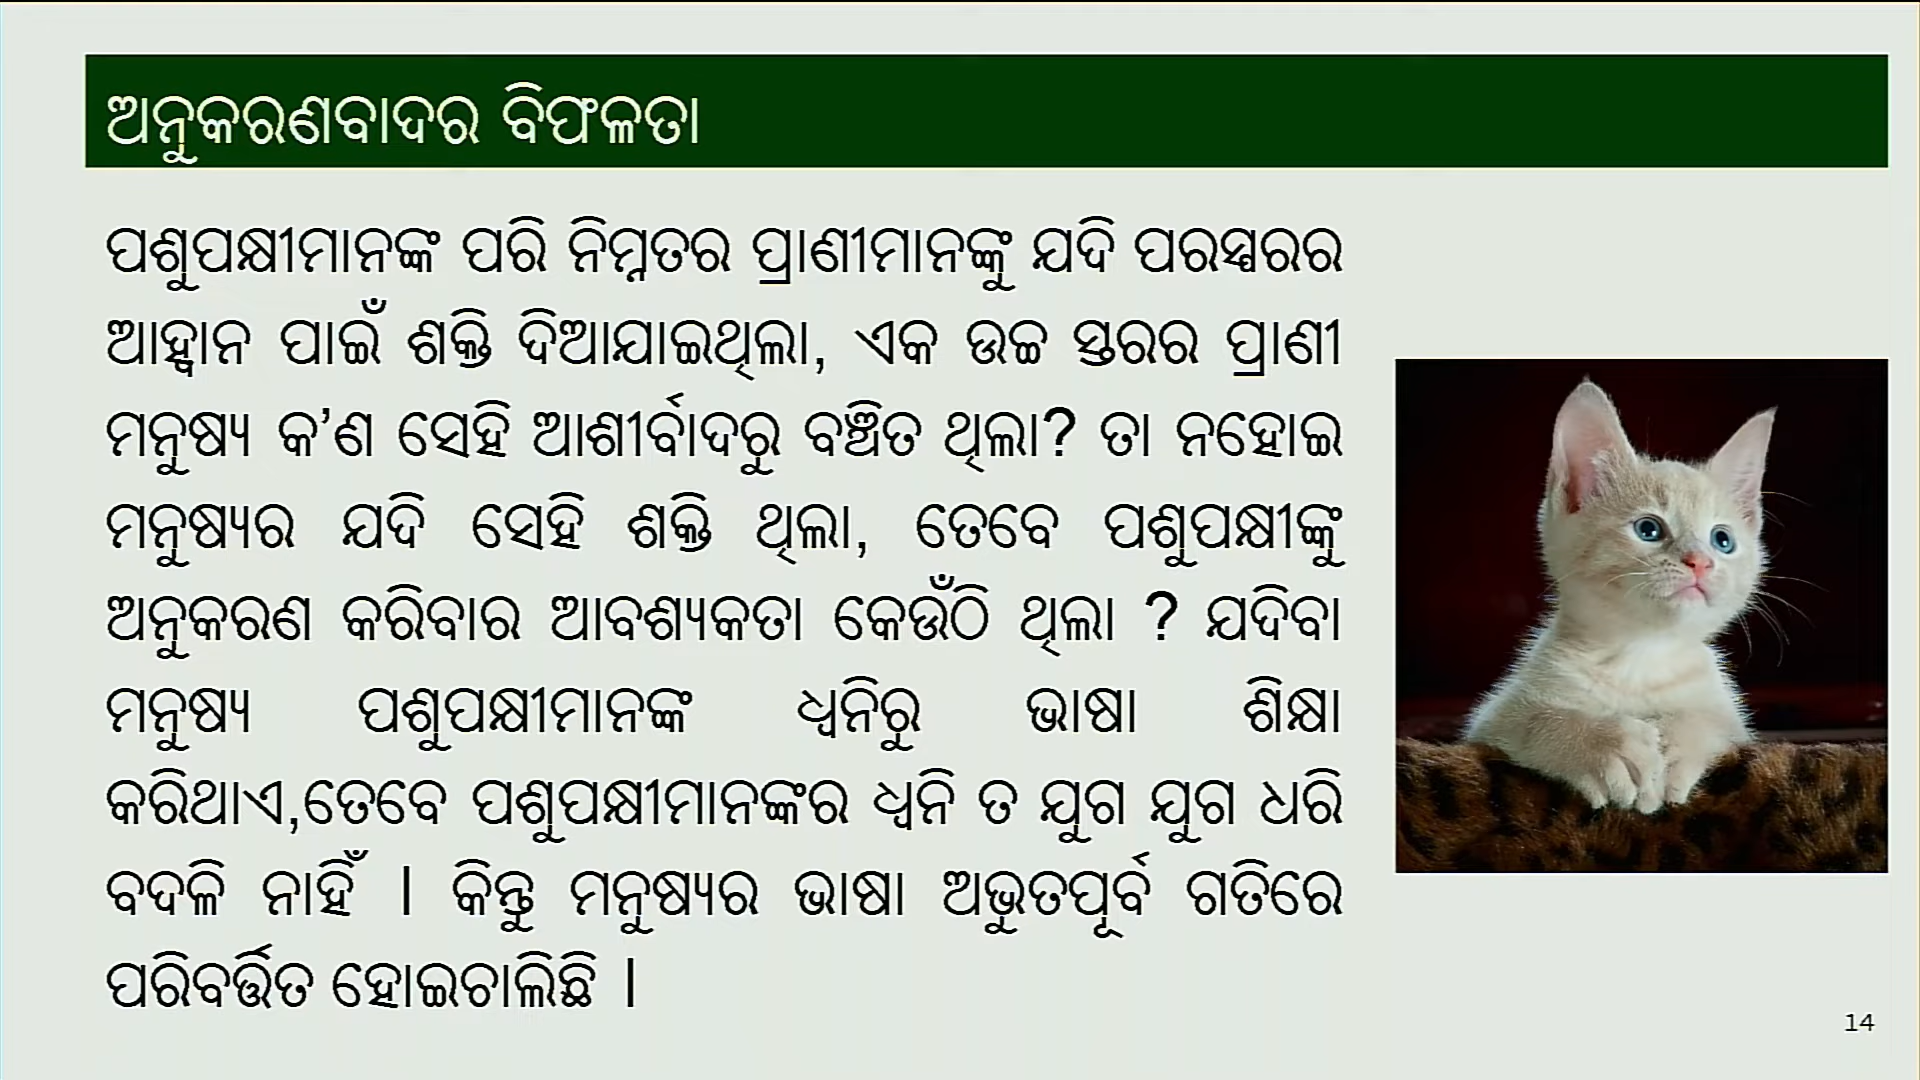 ଅନୁକରଣବାଦର ବିଫଳତା
ପଶୁପକ୍ଷୀମାନଙ୍କ ପରି ନିମ୍ନତର ପ୍ରାଣୀମାନଙ୍କୁ ଯଦି ପରସ୍ପରର
ଆହ୍ୱାନ ପାଇଁ ଶକ୍ତି ଦିଆଯାଇଥିଲା, ଏକ ଉଚ୍ଚ ସ୍ତରର ପ୍ରାଣୀ
ମନୁଷ୍ୟ କ’ଣ ସେହି ଆଶୀର୍ବାଦରୁ ବଞ୍ଚିତ ଥିଲା? ତା ନହୋଇ
ମନୁଷ୍ୟର ଯଦି ସେହି ଶକ୍ତି ଥିଲା, ତେବେ ପଶୁପକ୍ଷୀଙ୍କୁ
ଅନୁକରଣ କରିବାର ଆବଶ୍ୟକତା କେଉଁଠି ଥିଲା ? ଯଦିବା
ମନୁଷ୍ୟ ପଶୁପକ୍ଷୀମାନଙ୍କ ଧ୍ୱନିରୁ ଭାଷା ଶିକ୍ଷା
କରିଥାଏ,ତେବେ ପଶୁପକ୍ଷୀମାନଙ୍କର ଧ୍ୱନି ତ ଯୁଗ ଯୁଗ ଧରି
ବଦଳି ନାହିଁ । କିନ୍ତୁ ମନୁଷ୍ୟର ଭାଷା ଅଭୁତପୂର୍ବ ଗତିରେ
ପରିବର୍ତ୍ତିତ ହୋଇଚାଲିଛି ।
14